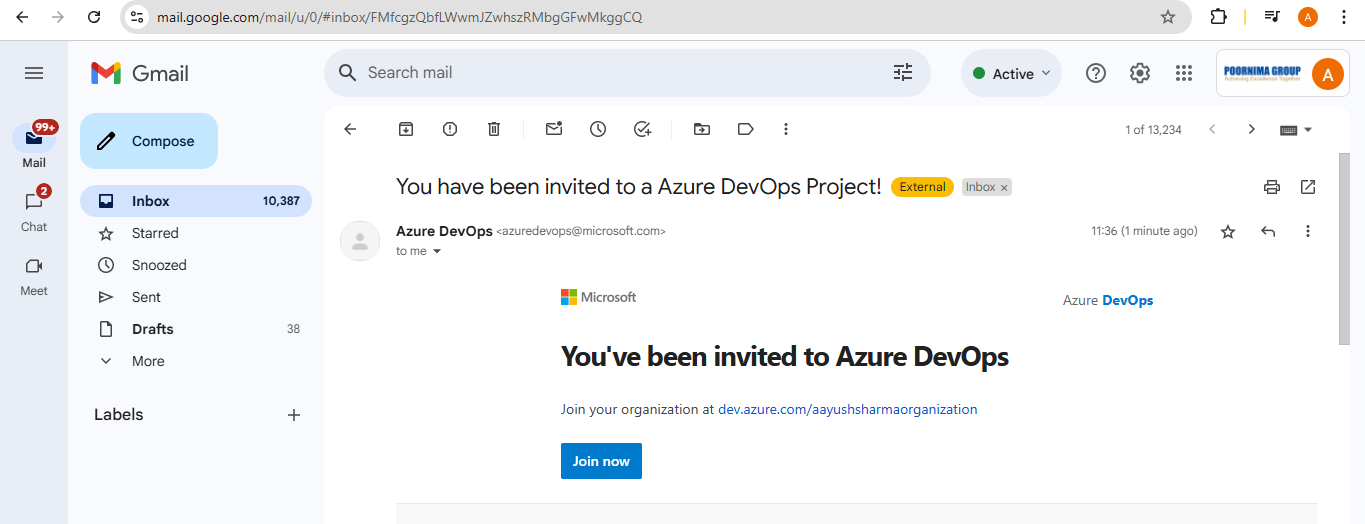 mail.google.com/mail/u/0/#inbox/FMfcgzQbfLWwmJZwhszRMbgGFwMkggCQ
A
Gmail
Search mail
Active
POORNIMA GROUP
Achieving Excellence Together
A
99+
Mail
2
Chat
Meet
Compose
Inbox 10,387
Starred
Snoozed
Sent
Drafts 38
More
Labels
1 of 13,234
You have been invited to a Azure DevOps Project! External Inbox ×
Azure DevOps <azuredevops@microsoft.com> 11:36 (1 minute ago)
to me
Microsoft Azure DevOps
You've been invited to Azure DevOps
Join your organization at dev.azure.com/aayushsharmaorganization
Join now